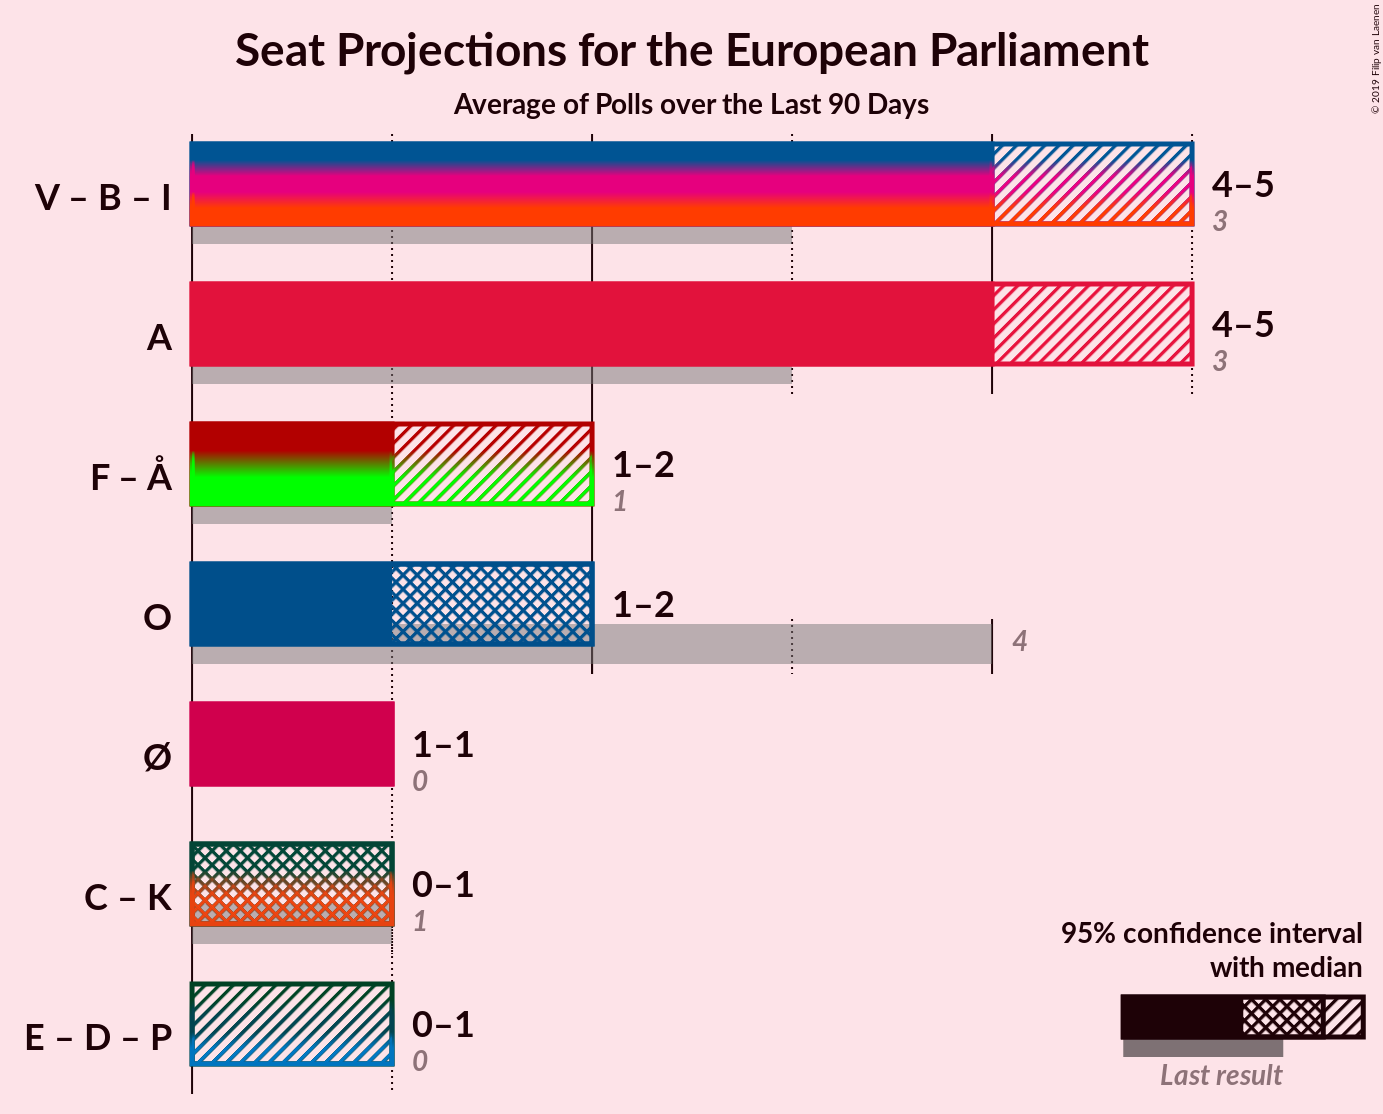 Seat Projections for the European Parliament
Average of Polls over the Last 90 Days
© 2019 Filip van Laenen
V – B – I
4–5
3
A
4–5
3
F – Å
1–2
1
O
1–2
4
Ø
1–1
0
C – K
0–1
1
E – D – P
0–1
0
95% confidence interval
with median
Last result